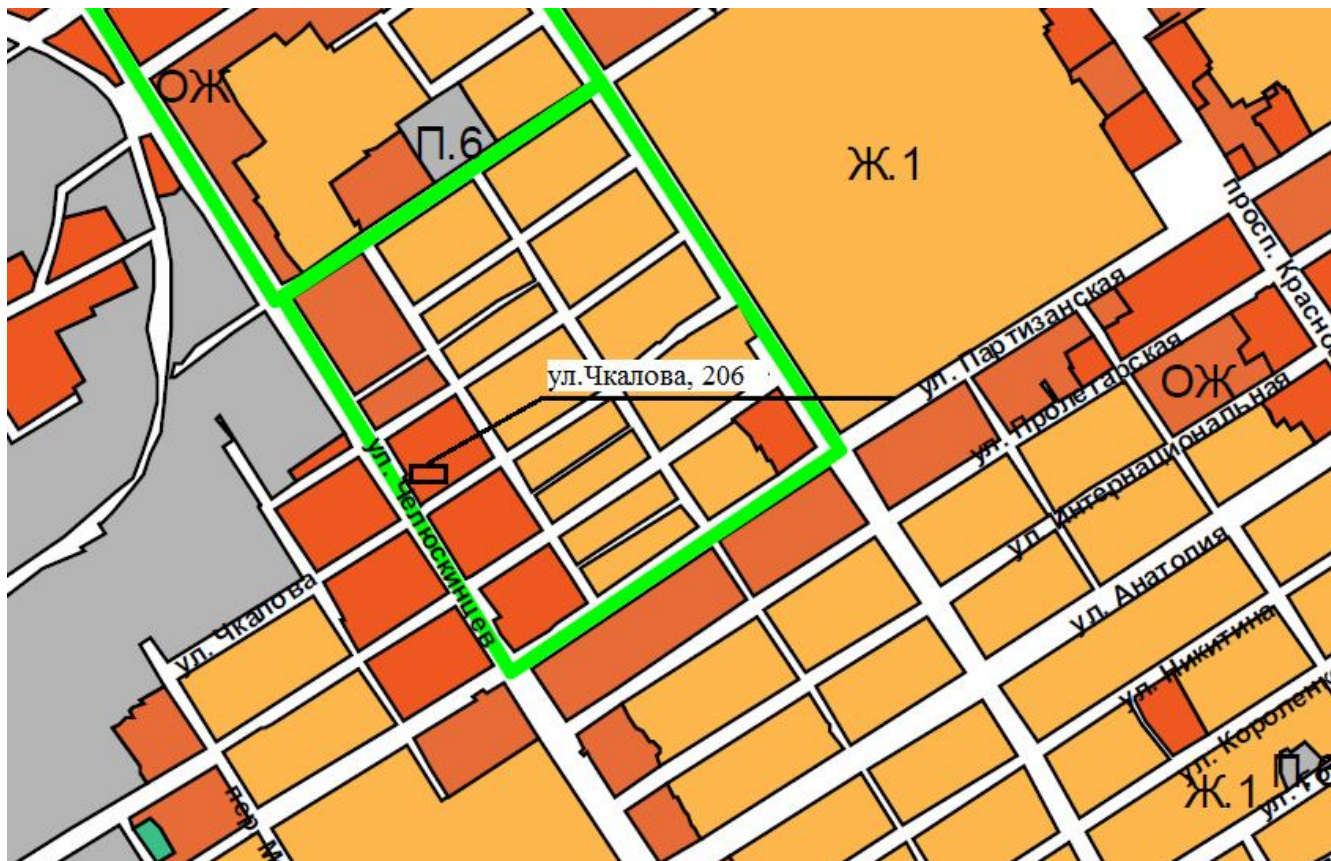 ОЖ
П.6
Ж.1
просп. Красно
ул. Партизанская
ул.Чкалова, 206
ул. Пролетарская
ОЖ
ул. Интернациональная
ул. Челюскинцев
ул. Чкалова
ул. Анатолия
ул. Никитина
ул. Короленк
Ж.1
пер. М